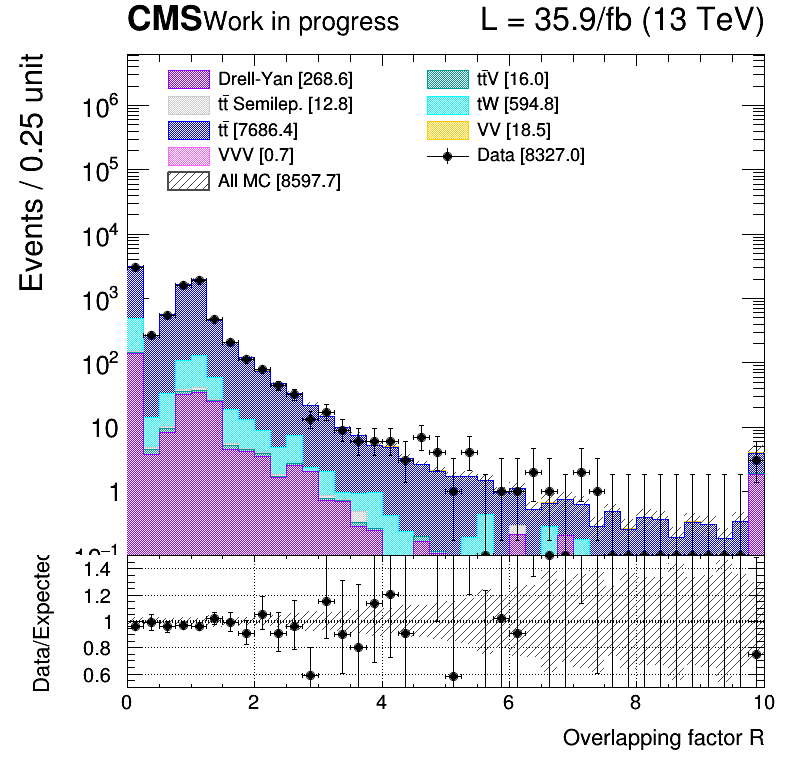 CMS Work in progress L = 35.9/fb (13 TeV)
Events / 0.25 unit
Drell-Yan [268.6] tt̄V [16.0]
tt̄ Semilep. [12.8] tW [594.8]
tt̄ [7686.4] VV [18.5]
VVV [0.7] Data [8327.0]
All MC [8597.7]
10⁶
10⁵
10⁴
10³
10²
10
1
10⁻¹
Data/Expected
1.4
1.2
1
0.8
0.6
0 2 4 6 8 10
Overlapping factor R